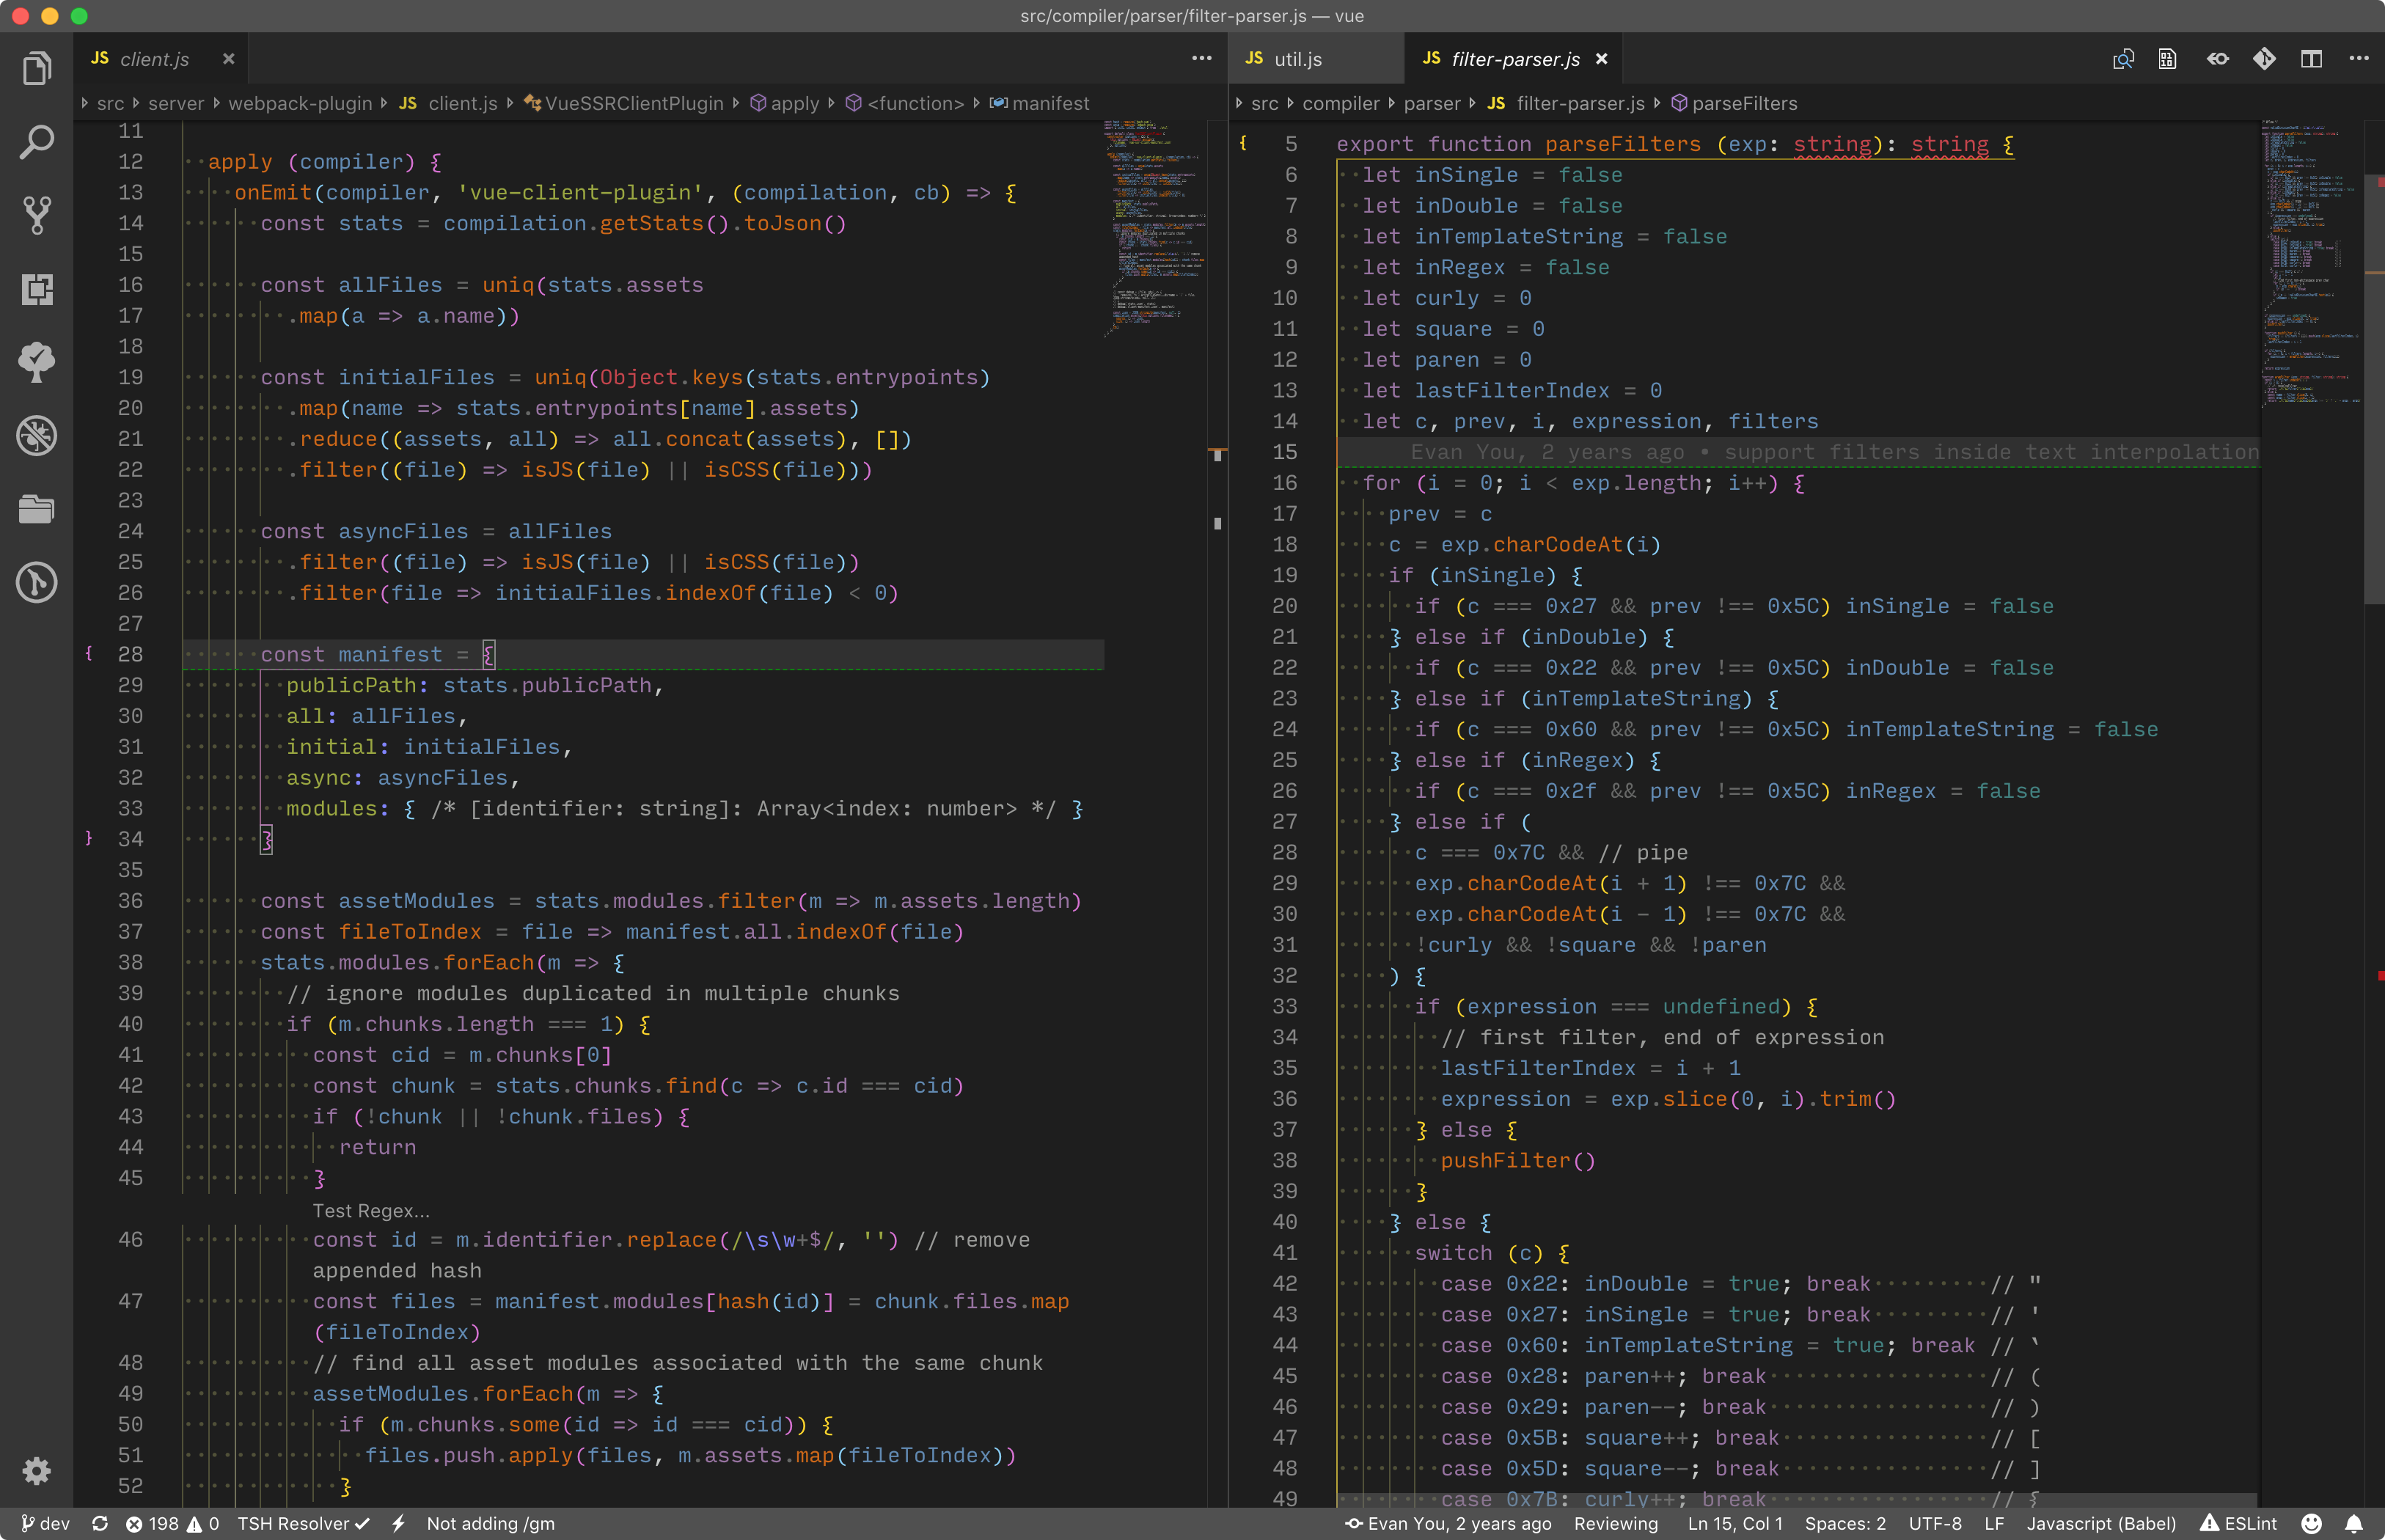 src/compiler/parser/filter-parser.js — vue
JS client.js ×
src server webpack-plugin JS client.js VueSSRClientPlugin apply <function> manifest
11
12 apply (compiler) {
13 onEmit(compiler, 'vue-client-plugin', (compilation, cb) => {
14 const stats = compilation.getStats().toJson()
15
16 const allFiles = uniq(stats.assets
17 .map(a => a.name))
18
19 const initialFiles = uniq(Object.keys(stats.entrypoints)
20 .map(name => stats.entrypoints[name].assets)
21 .reduce((assets, all) => all.concat(assets), [])
22 .filter((file) => isJS(file) || isCSS(file)))
23
24 const asyncFiles = allFiles
25 .filter((file) => isJS(file) || isCSS(file))
26 .filter(file => initialFiles.indexOf(file) < 0)
27
{ 28 const manifest = {
29 publicPath: stats.publicPath,
30 all: allFiles,
31 initial: initialFiles,
32 async: asyncFiles,
33 modules: { /* [identifier: string]: Array<index: number> */ }
} 34 }
35
36 const assetModules = stats.modules.filter(m => m.assets.length)
37 const fileToIndex = file => manifest.all.indexOf(file)
38 stats.modules.forEach(m => {
39 // ignore modules duplicated in multiple chunks
40 if (m.chunks.length === 1) {
41 const cid = m.chunks[0]
42 const chunk = stats.chunks.find(c => c.id === cid)
43 if (!chunk || !chunk.files) {
44 return
45 }
Test Regex...
46 const id = m.identifier.replace(/\s\w+$/, '') // remove
appended hash
47 const files = manifest.modules[hash(id)] = chunk.files.map
(fileToIndex)
48 // find all asset modules associated with the same chunk
49 assetModules.forEach(m => {
50 if (m.chunks.some(id => id === cid)) {
51 files.push.apply(files, m.assets.map(fileToIndex))
52 }
JS util.js JS filter-parser.js ×
src compiler parser JS filter-parser.js parseFilters
{ 5 export function parseFilters (exp: string): string {
6 let inSingle = false
7 let inDouble = false
8 let inTemplateString = false
9 let inRegex = false
10 let curly = 0
11 let square = 0
12 let paren = 0
13 let lastFilterIndex = 0
14 let c, prev, i, expression, filters
15 Evan You, 2 years ago • support filters inside text interpolation
16 for (i = 0; i < exp.length; i++) {
17 prev = c
18 c = exp.charCodeAt(i)
19 if (inSingle) {
20 if (c === 0x27 && prev !== 0x5C) inSingle = false
21 } else if (inDouble) {
22 if (c === 0x22 && prev !== 0x5C) inDouble = false
23 } else if (inTemplateString) {
24 if (c === 0x60 && prev !== 0x5C) inTemplateString = false
25 } else if (inRegex) {
26 if (c === 0x2f && prev !== 0x5C) inRegex = false
27 } else if (
28 c === 0x7C && // pipe
29 exp.charCodeAt(i + 1) !== 0x7C &&
30 exp.charCodeAt(i - 1) !== 0x7C &&
31 !curly && !square && !paren
32 ) {
33 if (expression === undefined) {
34 // first filter, end of expression
35 lastFilterIndex = i + 1
36 expression = exp.slice(0, i).trim()
37 } else {
38 pushFilter()
39 }
40 } else {
41 switch (c) {
42 case 0x22: inDouble = true; break // "
43 case 0x27: inSingle = true; break // '
44 case 0x60: inTemplateString = true; break // `
45 case 0x28: paren++; break // (
46 case 0x29: paren--; break // )
47 case 0x5B: square++; break // [
48 case 0x5D: square--; break // ]
49 case 0x7B: curly++; break // {
dev 198 0 TSH Resolver Not adding /gm
Evan You, 2 years ago Reviewing Ln 15, Col 1 Spaces: 2 UTF-8 LF Javascript (Babel) ESLint